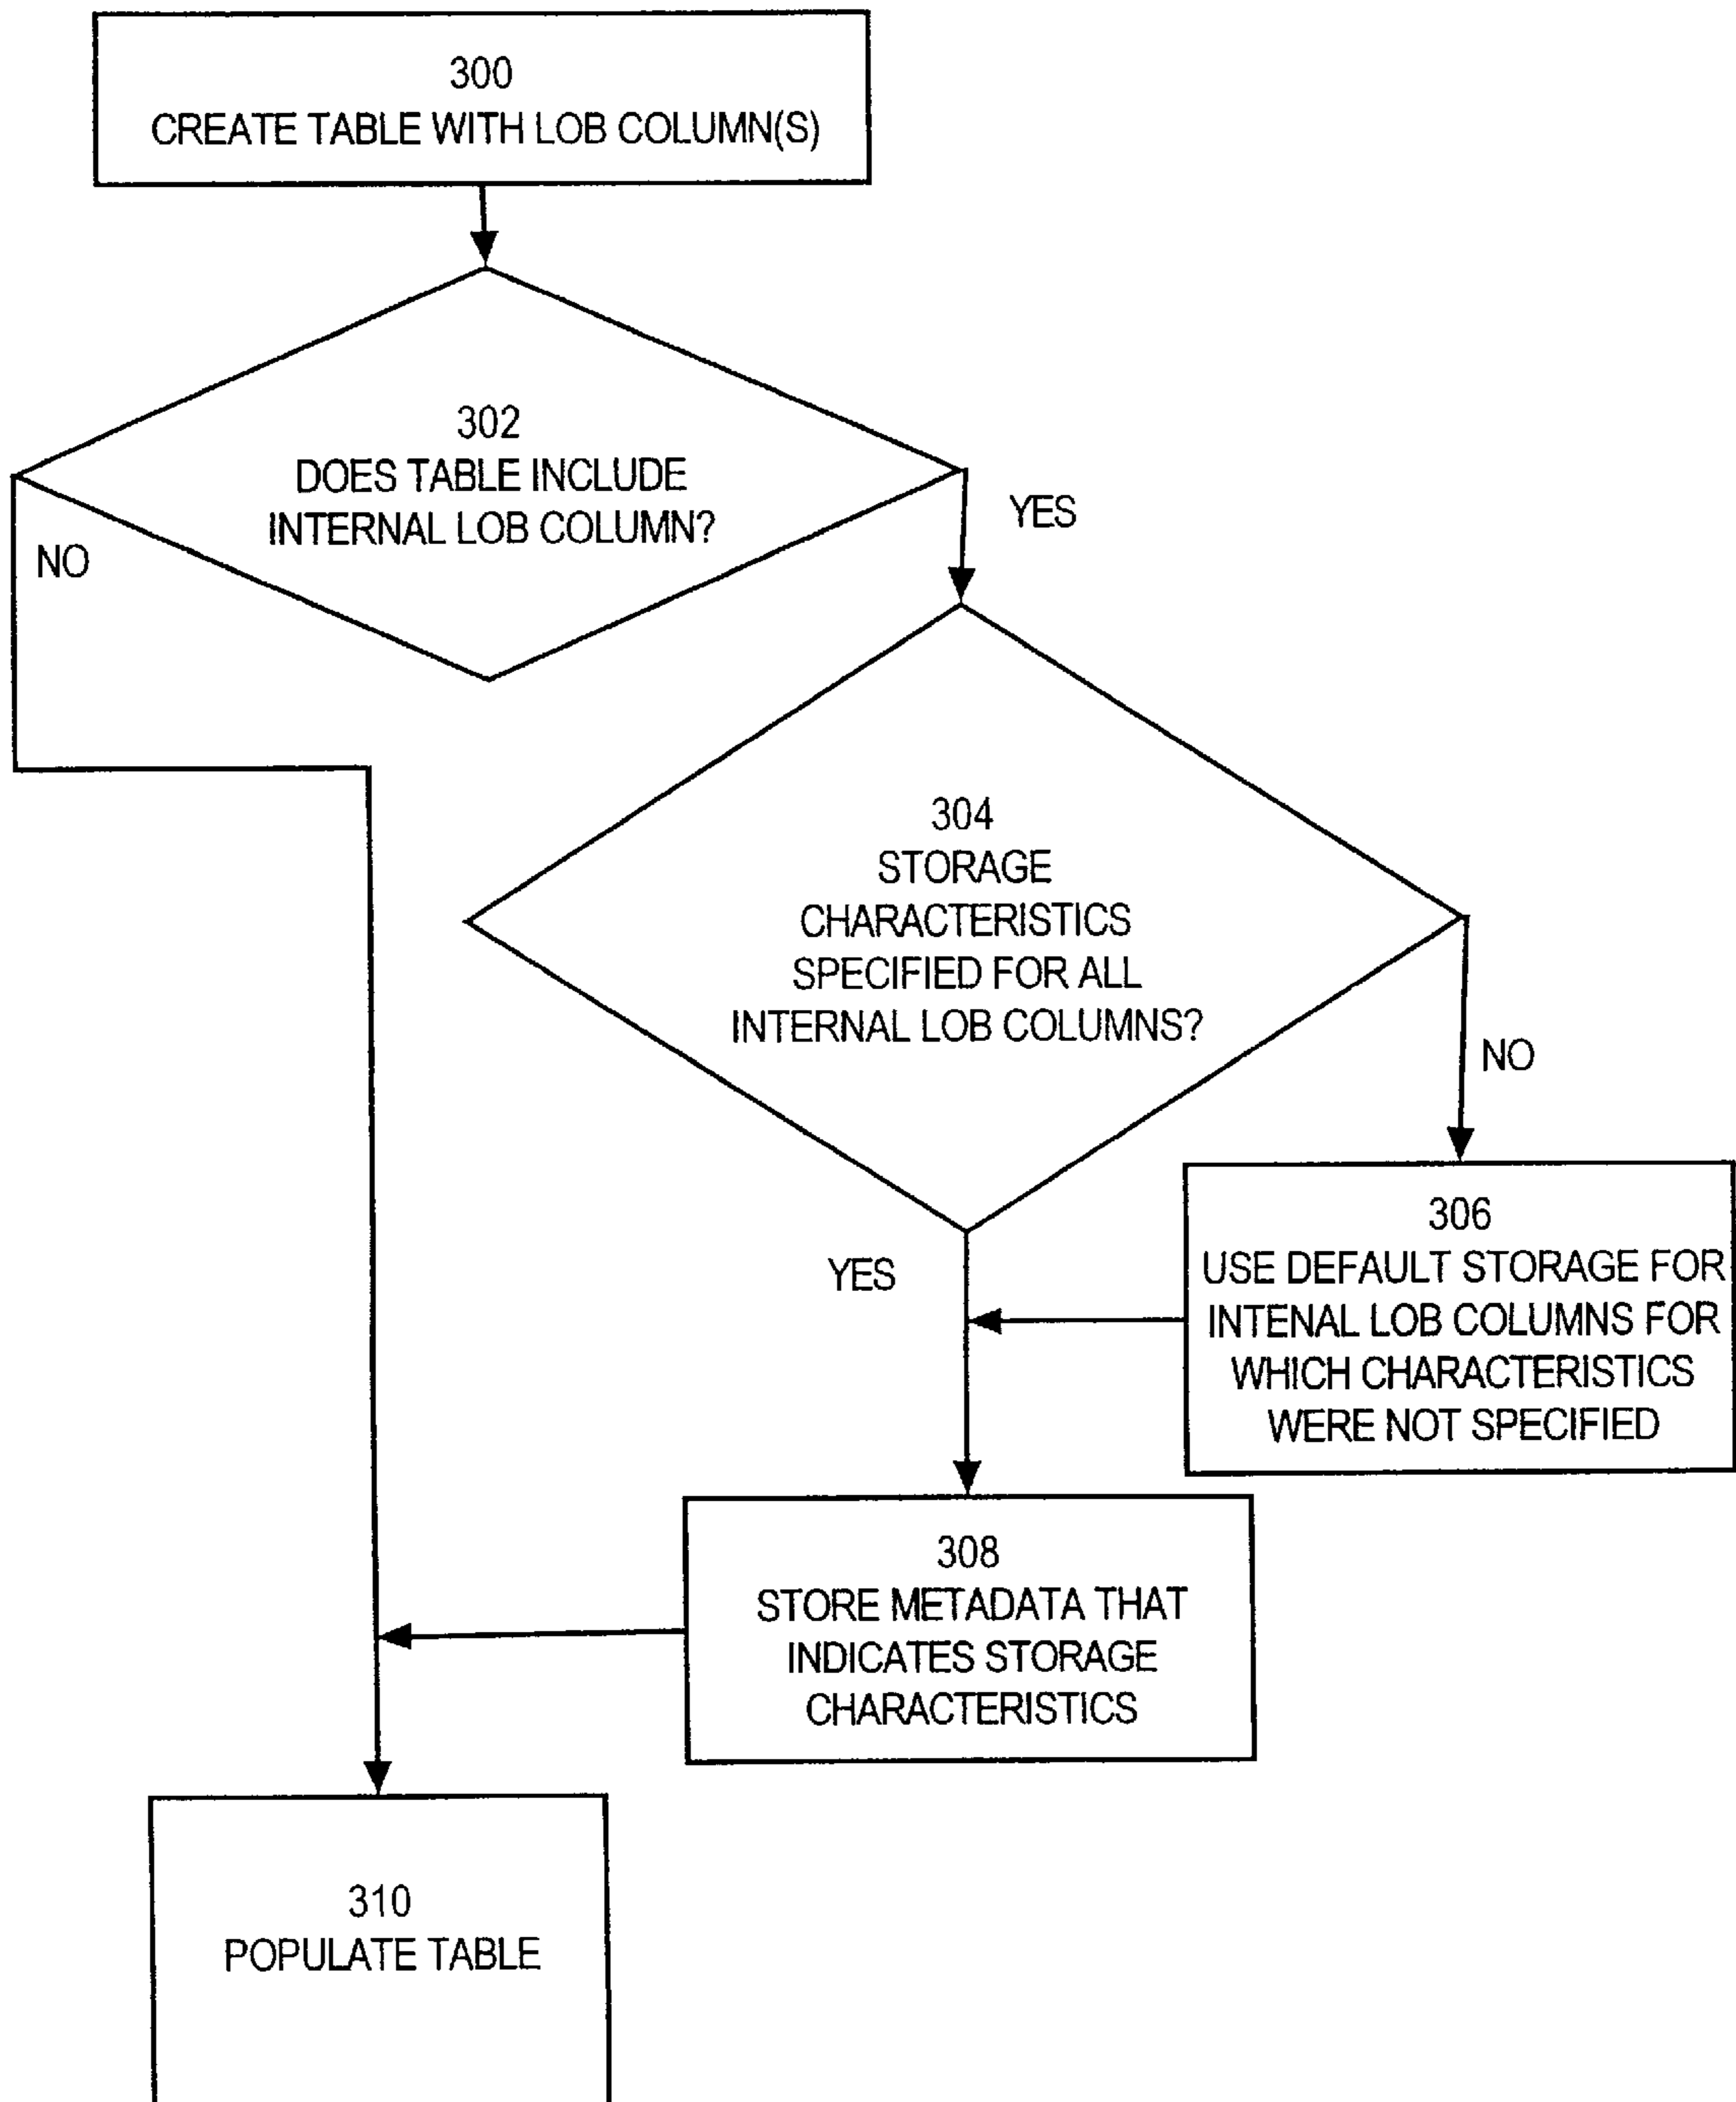 300
CREATE TABLE WITH LOB COLUMN(S)
302
DOES TABLE INCLUDE
INTERNAL LOB COLUMN?
NO
YES
304
STORAGE
CHARACTERISTICS
SPECIFIED FOR ALL
INTERNAL LOB COLUMNS?
NO
YES
306
USE DEFAULT STORAGE FOR
INTENAL LOB COLUMNS FOR
WHICH CHARACTERISTICS
WERE NOT SPECIFIED
308
STORE METADATA THAT
INDICATES STORAGE
CHARACTERISTICS
310
POPULATE TABLE